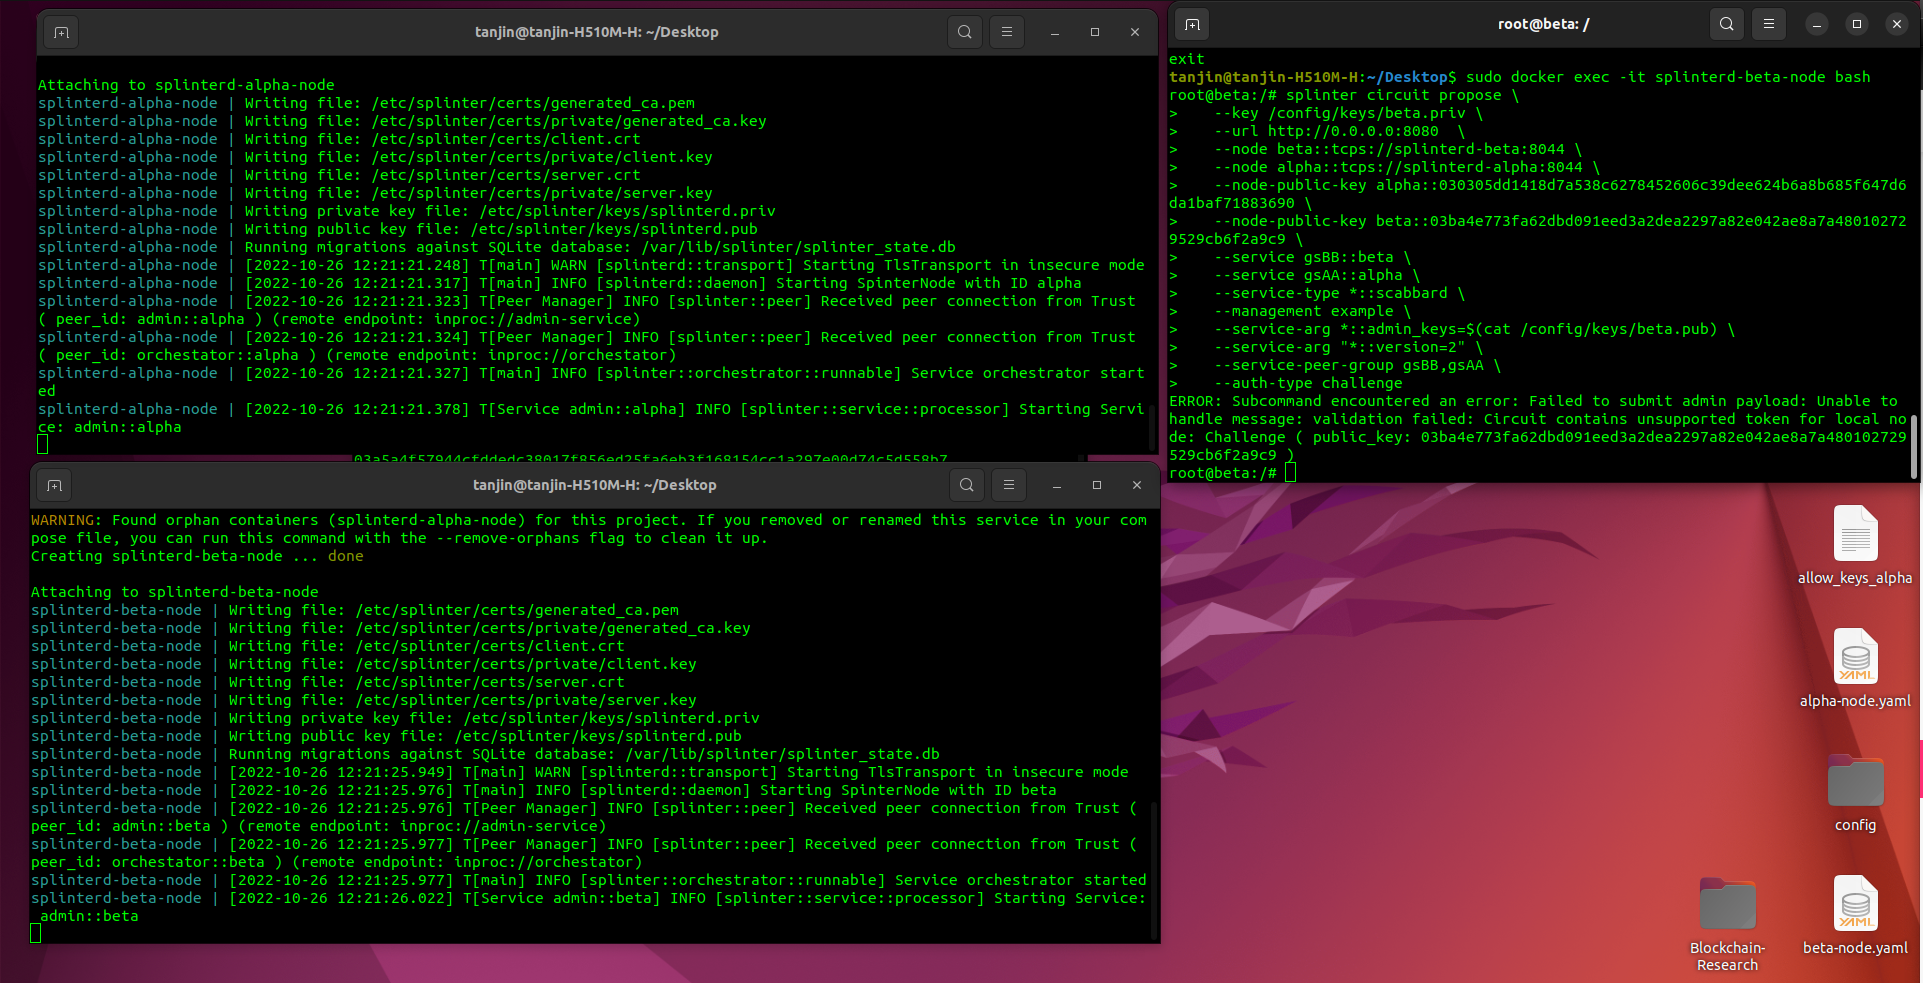 tanjin@tanjin-H510M-H: ~/Desktop
Attaching to splinterd-alpha-node
splinterd-alpha-node | Writing file: /etc/splinter/certs/generated_ca.pem
splinterd-alpha-node | Writing file: /etc/splinter/certs/private/generated_ca.key
splinterd-alpha-node | Writing file: /etc/splinter/certs/client.crt
splinterd-alpha-node | Writing file: /etc/splinter/certs/private/client.key
splinterd-alpha-node | Writing file: /etc/splinter/certs/server.crt
splinterd-alpha-node | Writing file: /etc/splinter/certs/private/server.key
splinterd-alpha-node | Writing private key file: /etc/splinter/keys/splinterd.priv
splinterd-alpha-node | Writing public key file: /etc/splinter/keys/splinterd.pub
splinterd-alpha-node | Running migrations against SQLite database: /var/lib/splinter/splinter_state.db
splinterd-alpha-node | [2022-10-26 12:21:21.248] T[main] WARN [splinterd::transport] Starting TlsTransport in insecure mode
splinterd-alpha-node | [2022-10-26 12:21:21.317] T[main] INFO [splinterd::daemon] Starting SpinterNode with ID alpha
splinterd-alpha-node | [2022-10-26 12:21:21.323] T[Peer Manager] INFO [splinter::peer] Received peer connection from Trust
( peer_id: admin::alpha ) (remote endpoint: inproc://admin-service)
splinterd-alpha-node | [2022-10-26 12:21:21.324] T[Peer Manager] INFO [splinter::peer] Received peer connection from Trust
( peer_id: orchestator::alpha ) (remote endpoint: inproc://orchestator)
splinterd-alpha-node | [2022-10-26 12:21:21.327] T[main] INFO [splinter::orchestrator::runnable] Service orchestrator start
ed
splinterd-alpha-node | [2022-10-26 12:21:21.378] T[Service admin::alpha] INFO [splinter::service::processor] Starting Servi
ce: admin::alpha
root@beta: /
exit
tanjin@tanjin-H510M-H:~/Desktop$ sudo docker exec -it splinterd-beta-node bash
root@beta:/# splinter circuit propose \
>    --key /config/keys/beta.priv \
>    --url http://0.0.0.0:8080  \
>    --node beta::tcps://splinterd-beta:8044 \
>    --node alpha::tcps://splinterd-alpha:8044 \
>    --node-public-key alpha::030305dd1418d7a538c6278452606c39dee624b6a8b685f647d6
da1baf71883690 \
>    --node-public-key beta::03ba4e773fa62dbd091eed3a2dea2297a82e042ae8a7a48010272
9529cb6f2a9c9 \
>    --service gsBB::beta \
>    --service gsAA::alpha \
>    --service-type *::scabbard \
>    --management example \
>    --service-arg *::admin_keys=$(cat /config/keys/beta.pub) \
>    --service-arg "*::version=2" \
>    --service-peer-group gsBB,gsAA \
>    --auth-type challenge
ERROR: Subcommand encountered an error: Failed to submit admin payload: Unable to
handle message: validation failed: Circuit contains unsupported token for local no
de: Challenge ( public_key: 03ba4e773fa62dbd091eed3a2dea2297a82e042ae8a7a480102729
529cb6f2a9c9 )
root@beta:/#
tanjin@tanjin-H510M-H: ~/Desktop
WARNING: Found orphan containers (splinterd-alpha-node) for this project. If you removed or renamed this service in your com
pose file, you can run this command with the --remove-orphans flag to clean it up.
Creating splinterd-beta-node ... done
Attaching to splinterd-beta-node
splinterd-beta-node | Writing file: /etc/splinter/certs/generated_ca.pem
splinterd-beta-node | Writing file: /etc/splinter/certs/private/generated_ca.key
splinterd-beta-node | Writing file: /etc/splinter/certs/client.crt
splinterd-beta-node | Writing file: /etc/splinter/certs/private/client.key
splinterd-beta-node | Writing file: /etc/splinter/certs/server.crt
splinterd-beta-node | Writing file: /etc/splinter/certs/private/server.key
splinterd-beta-node | Writing private key file: /etc/splinter/keys/splinterd.priv
splinterd-beta-node | Writing public key file: /etc/splinter/keys/splinterd.pub
splinterd-beta-node | Running migrations against SQLite database: /var/lib/splinter/splinter_state.db
splinterd-beta-node | [2022-10-26 12:21:25.949] T[main] WARN [splinterd::transport] Starting TlsTransport in insecure mode
splinterd-beta-node | [2022-10-26 12:21:25.976] T[main] INFO [splinterd::daemon] Starting SpinterNode with ID beta
splinterd-beta-node | [2022-10-26 12:21:25.976] T[Peer Manager] INFO [splinter::peer] Received peer connection from Trust (
peer_id: admin::beta ) (remote endpoint: inproc://admin-service)
splinterd-beta-node | [2022-10-26 12:21:25.977] T[Peer Manager] INFO [splinter::peer] Received peer connection from Trust (
peer_id: orchestator::beta ) (remote endpoint: inproc://orchestator)
splinterd-beta-node | [2022-10-26 12:21:25.977] T[main] INFO [splinter::orchestrator::runnable] Service orchestrator started
splinterd-beta-node | [2022-10-26 12:21:26.022] T[Service admin::beta] INFO [splinter::service::processor] Starting Service:
admin::beta
allow_keys_alpha
YAML
alpha-node.yaml
config
Blockchain-
Research
YAML
beta-node.yaml